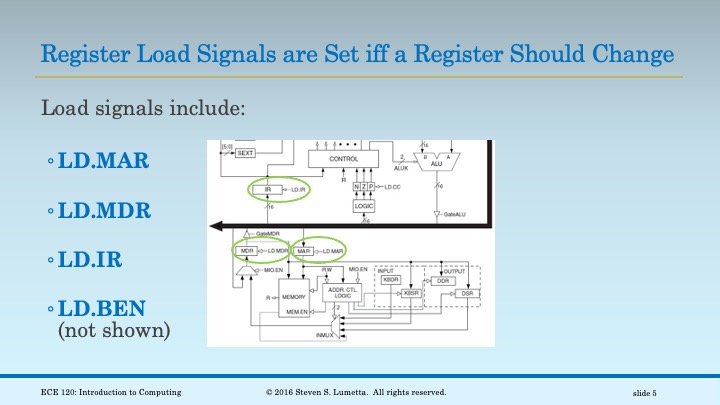 Register Load Signals are Set iff a Register Should Change
Load signals include:
◦ LD.MAR
◦ LD.MDR
◦ LD.IR
◦ LD.BEN
(not shown)
[5:0]
SEXT
CONTROL
2
ALUK
16
B A
ALU
IR
LD.IR
R
N Z P
LD.CC
16
LOGIC
16
16
GateALU
GateMDR
MDR
LD.MDR
MAR
LD.MAR
MIO.EN
R.W
MIO.EN
INPUT
OUTPUT
KBDR
DDR
R
MEMORY
ADDR. CTL.
LOGIC
KBSR
DSR
MEM.EN
2
INMUX
ECE 120: Introduction to Computing
© 2016 Steven S. Lumetta. All rights reserved.
slide 5